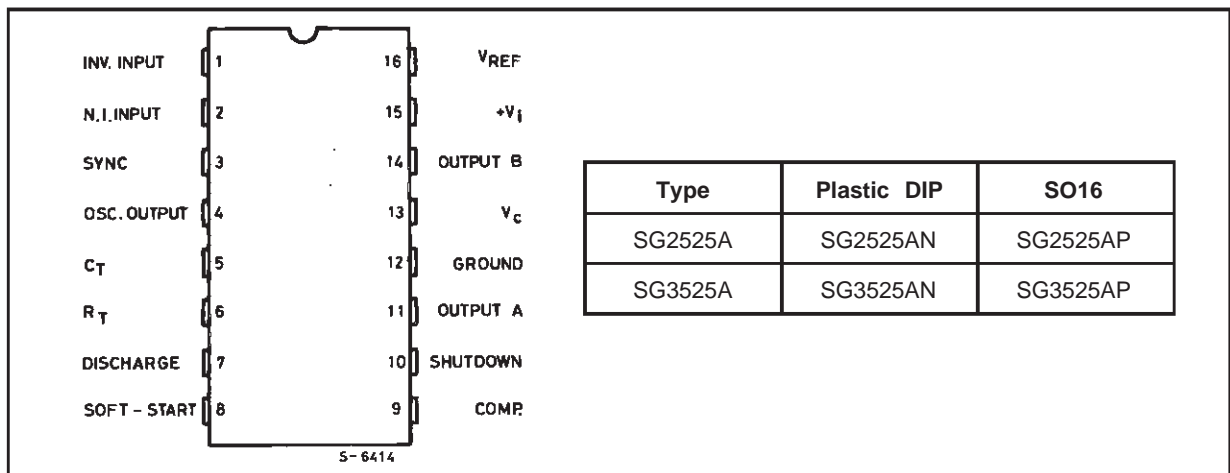 INV. INPUT 1 16 VREF
N.I. INPUT 2 15 +Vi
SYNC 3 14 OUTPUT B
OSC. OUTPUT 4 13 Vc
CT 5 12 GROUND
RT 6 11 OUTPUT A
DISCHARGE 7 10 SHUTDOWN
SOFT - START 8 9 COMP.
S-6414
Type Plastic DIP SO16
SG2525A SG2525AN SG2525AP
SG3525A SG3525AN SG3525AP